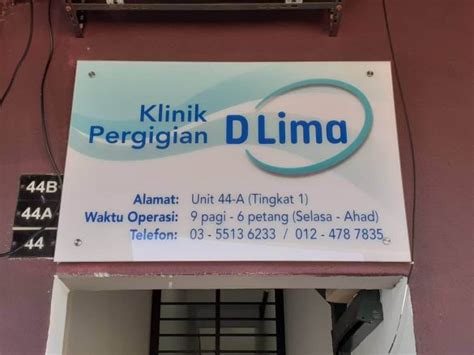 Klinik
Pergigian D Lima
Alamat: Unit 44-A (Tingkat 1)
Waktu Operasi: 9 pagi - 6 petang (Selasa - Ahad)
Telefon: 03 - 5513 6233 / 012 - 478 7835
44B
44A
44